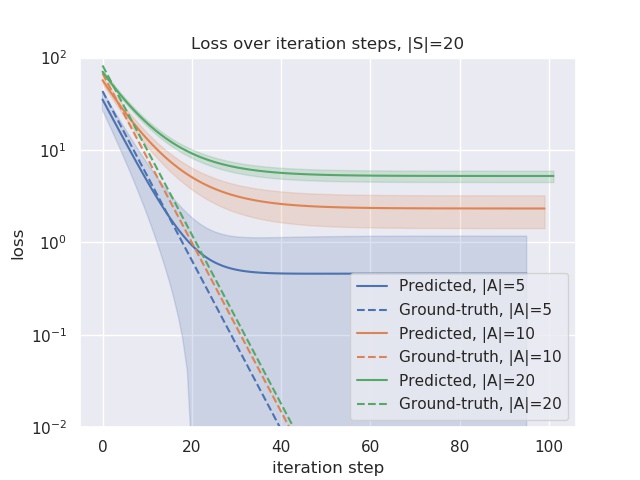 Loss over iteration steps, |S|=20
10²
10¹
10⁰
10⁻¹
10⁻²
loss
0 20 40 60 80 100
iteration step
Predicted, |A|=5
Ground-truth, |A|=5
Predicted, |A|=10
Ground-truth, |A|=10
Predicted, |A|=20
Ground-truth, |A|=20